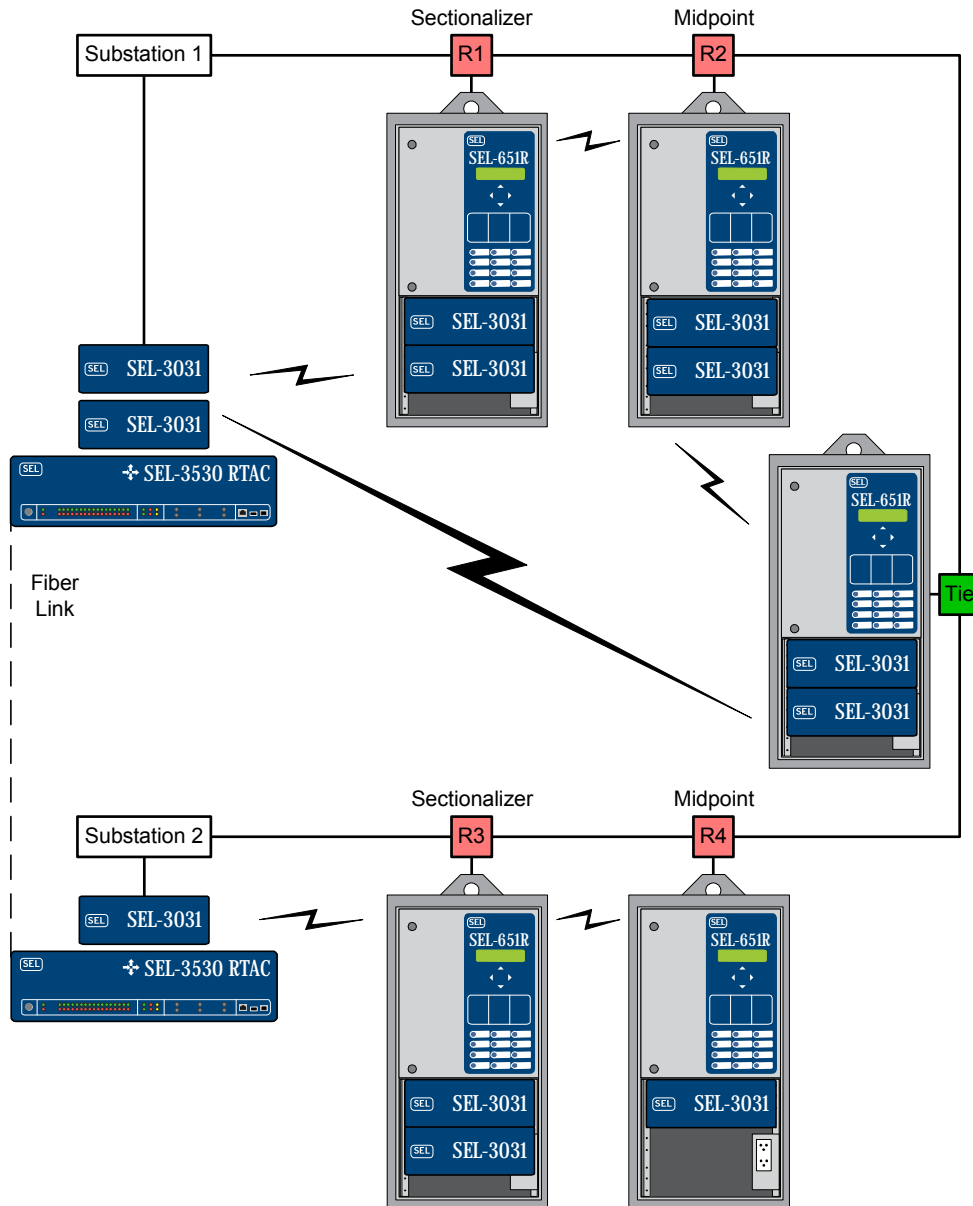 Sectionalizer
Midpoint
Substation 1
R1
R2
SEL
SEL-651R
SEL
SEL-651R
SEL
SEL-3031
SEL
SEL-3031
SEL
SEL-3031
SEL
SEL-3031
SEL
SEL-3031
SEL
SEL-3031
SEL
SEL-3530 RTAC
SEL
SEL-651R
Fiber
Link
Tie
SEL
SEL-3031
SEL
SEL-3031
Sectionalizer
Midpoint
Substation 2
R3
R4
SEL
SEL-3031
SEL
SEL-3530 RTAC
SEL
SEL-651R
SEL
SEL-651R
SEL
SEL-3031
SEL
SEL-3031
SEL
SEL-3031